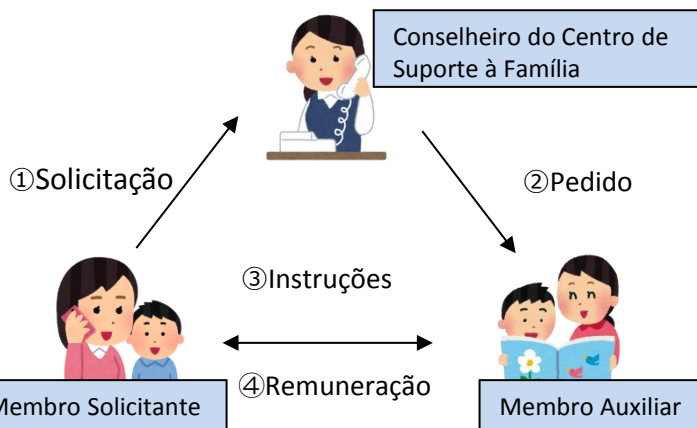 Conselheiro do Centro de
Suporte à Família
①Solicitação
②Pedido
③Instruções
④Remuneração
Membro Solicitante
Membro Auxiliar